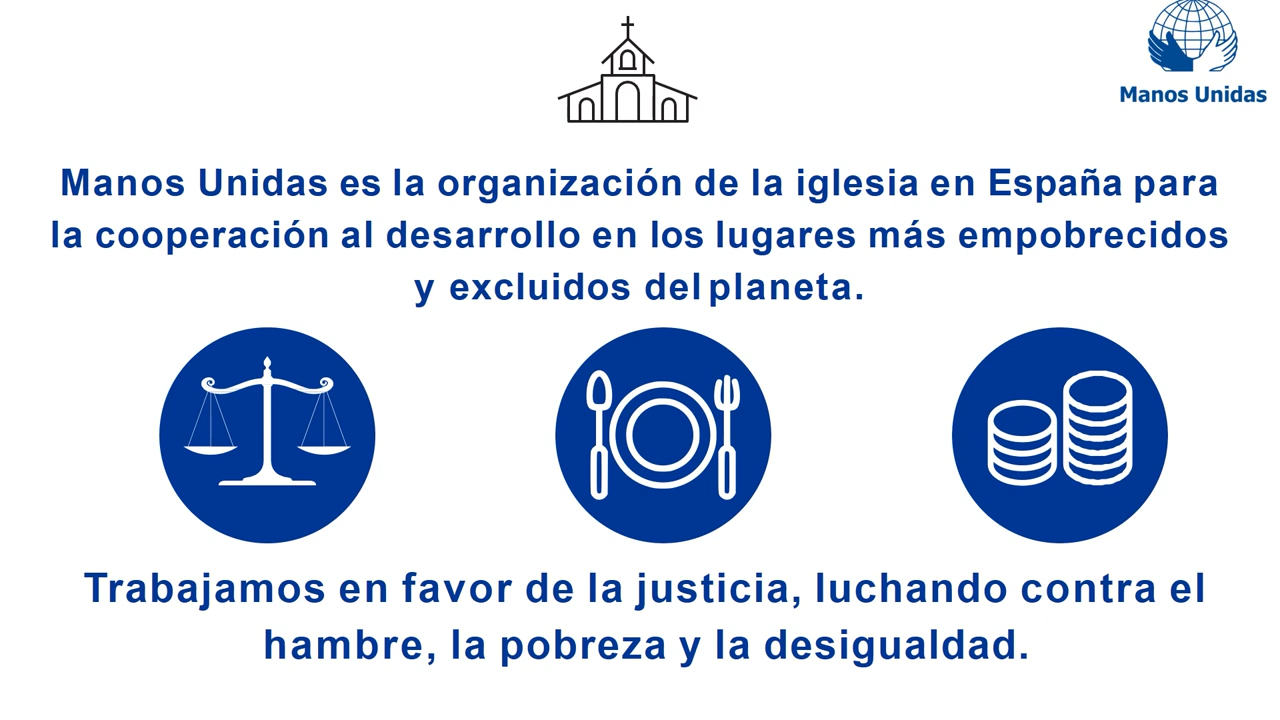 Manos Unidas
Manos Unidas es la organización de la iglesia en España para
la cooperación al desarrollo en los lugares más empobrecidos
y excluidos del planeta.
Trabajamos en favor de la justicia, luchando contra el
hambre, la pobreza y la desigualdad.